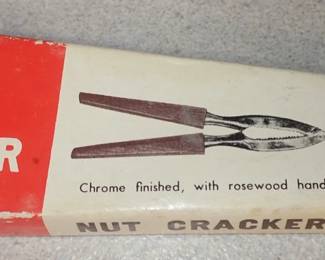 R
Chrome finished, with rosewood hand
NUT CRACKER